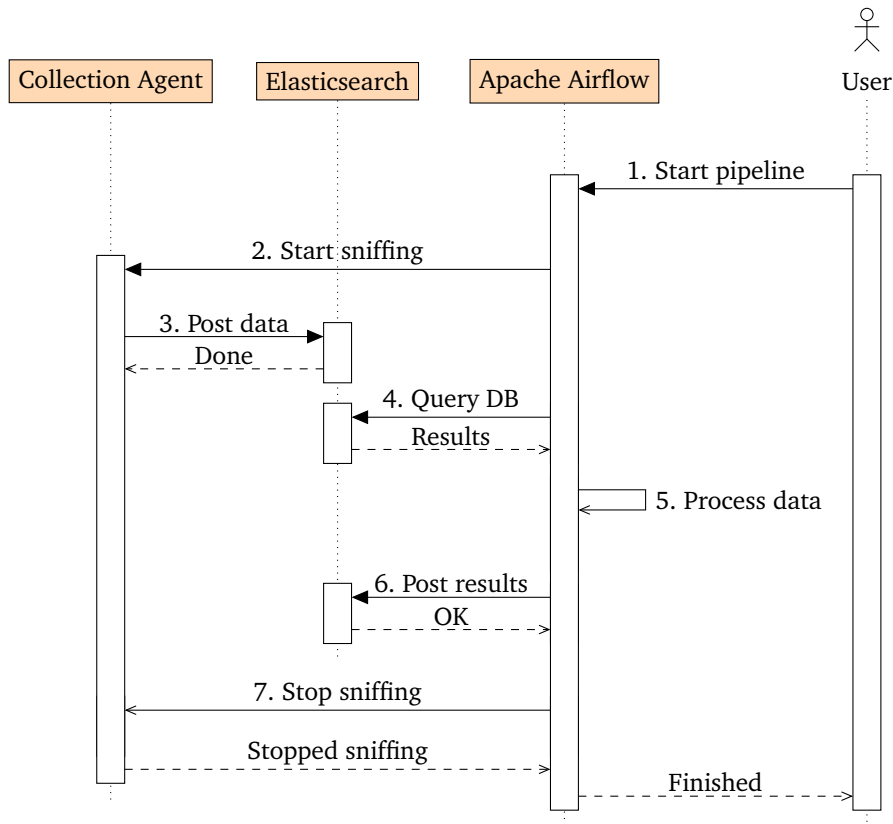 Collection Agent
Elasticsearch
Apache Airflow
User
1. Start pipeline
2. Start sniffing
3. Post data
Done
4. Query DB
Results
5. Process data
6. Post results
OK
7. Stop sniffing
Stopped sniffing
Finished